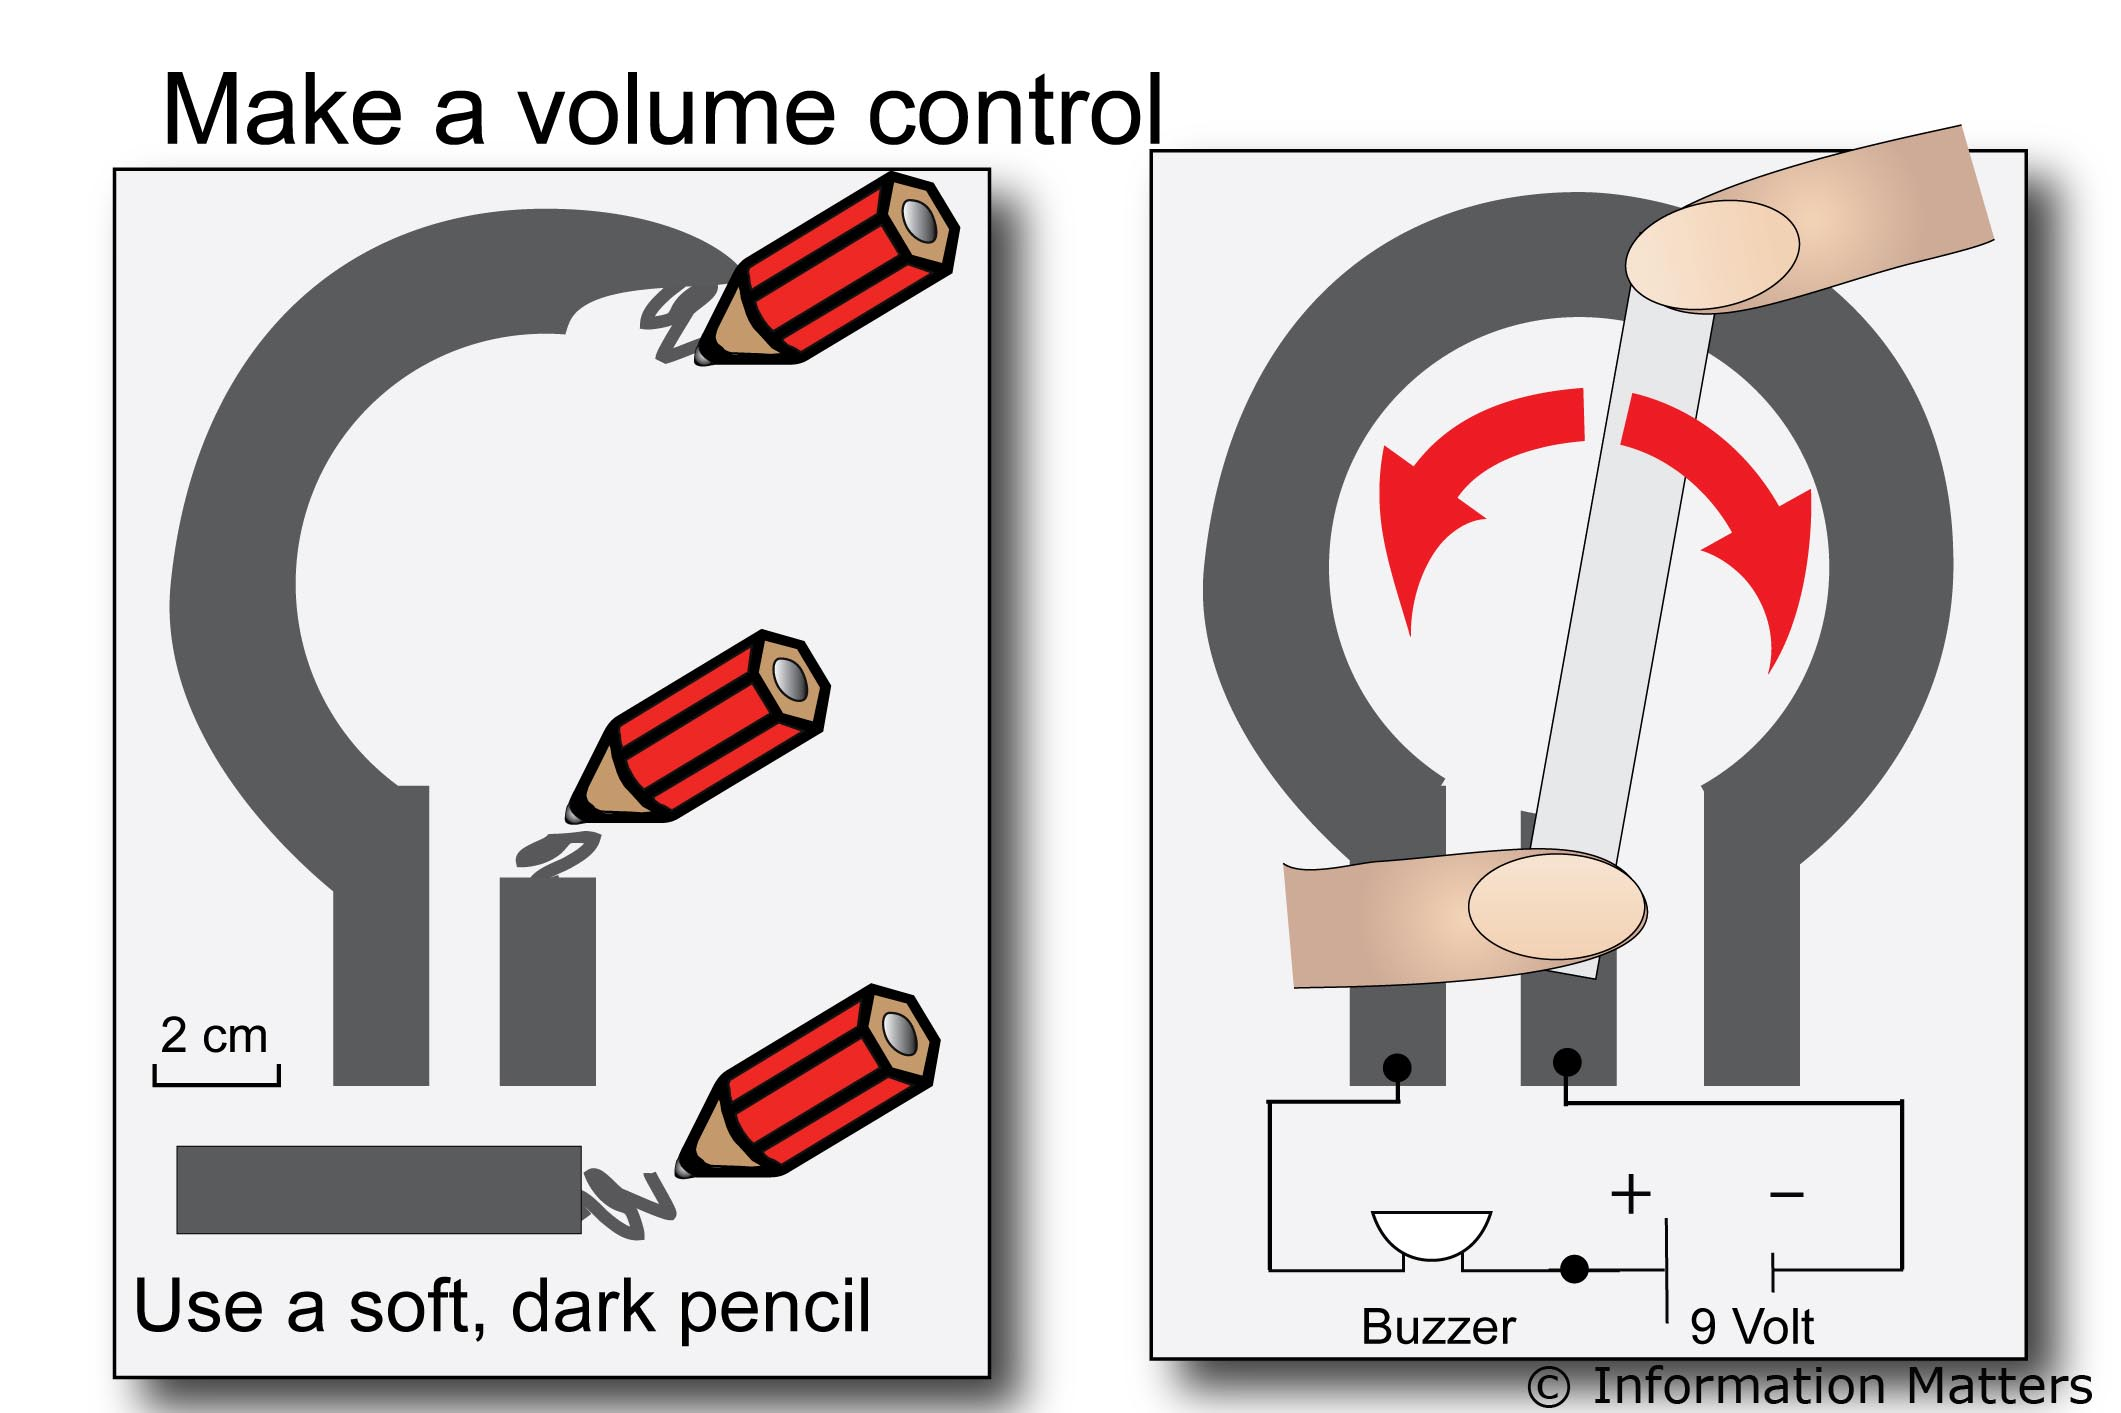 Make a volume control
2 cm
Use a soft, dark pencil
+ −
Buzzer
9 Volt
© Information Matters